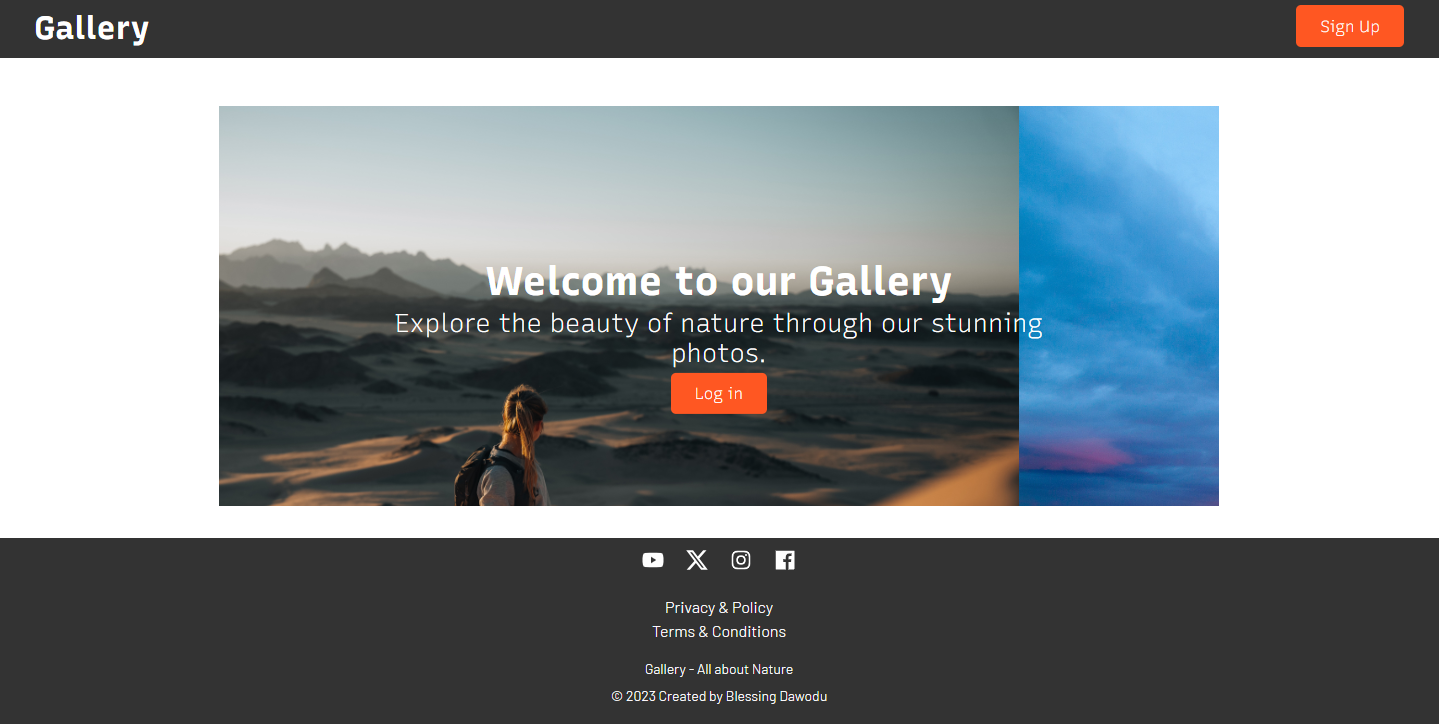 Gallery
Sign Up
Welcome to our Gallery
Explore the beauty of nature through our stunning
photos.
Log in
Privacy & Policy
Terms & Conditions
Gallery - All about Nature
© 2023 Created by Blessing Dawodu